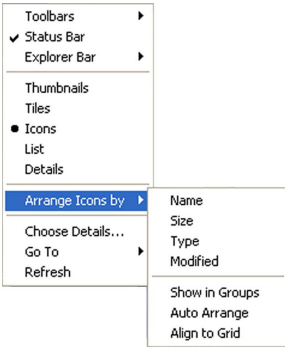 Toolbars
Status Bar
Explorer Bar
Thumbnails
Tiles
Icons
List
Details
Arrange Icons by
Choose Details...
Go To
Refresh
Name
Size
Type
Modified
Show in Groups
Auto Arrange
Align to Grid